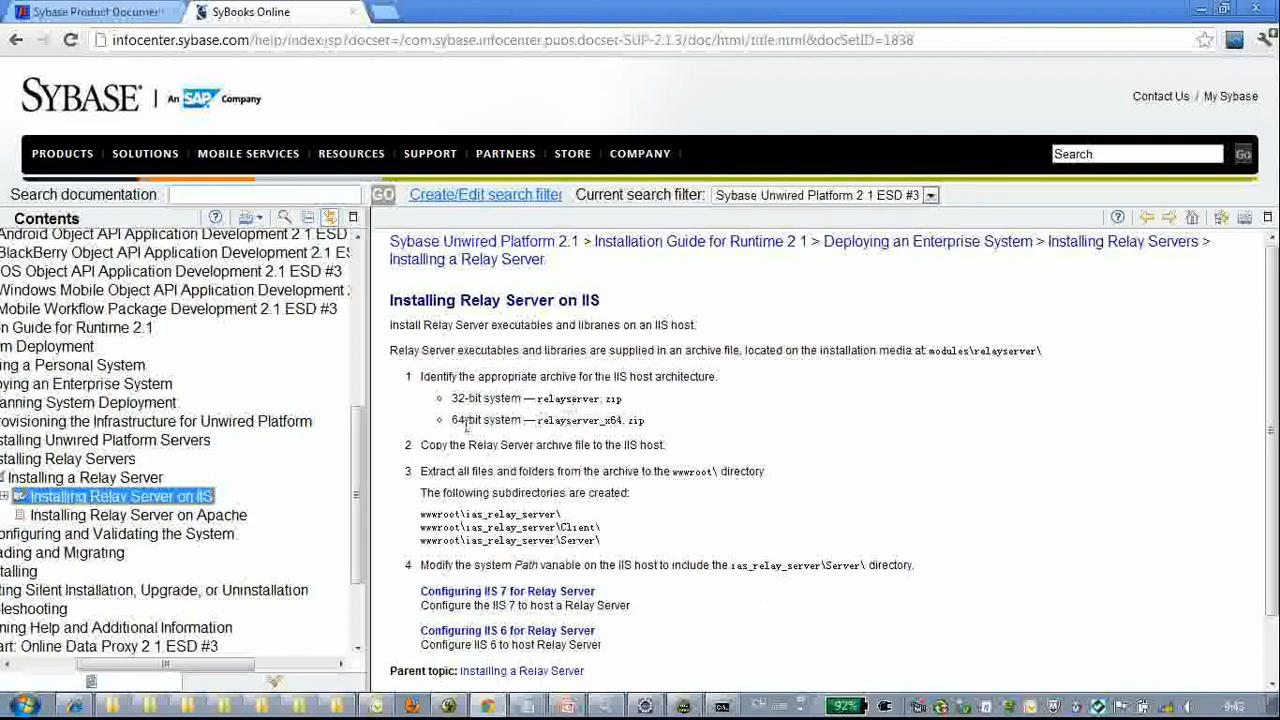 Sybase Product Documen
SyBooks Online
infocenter.sybase.com/help/index.jsp/docset=/com.sybase.infocenter.pubs.docset-SUP-2.1.3/doc/html/title.html&docSetID=1838
SYBASE | An SAP Company
Contact Us / My Sybase
PRODUCTS SOLUTIONS MOBILE SERVICES RESOURCES SUPPORT PARTNERS STORE COMPANY
Search Go
Search documentation GO Create/Edit search filter Current search filter: Sybase Unwired Platform 2 1 ESD #3
Contents
Android Object API Application Development 2 1 ESD
BlackBerry Object API Application Development 2.1 E
OS Object API Application Development 2.1 ESD #3
Windows Mobile Object API Application Development 2.
Mobile Workflow Package Development 2.1 ESD #3
on Guide for Runtime 2.1
m Deployment
ing a Personal System
oying an Enterprise System
anning System Deployment
rovisioning the Infrastructure for Unwired Platform
stalling Unwired Platform Servers
stalling Relay Servers
Installing a Relay Server
Installing Relay Server on IIS
Installing Relay Server on Apache
onfiguring and Validating the System
ading and Migrating
talling
ting Silent Installation, Upgrade, or Uninstallation
leshooting
ning Help and Additional Information
art: Online Data Proxy 2 1 ESD #3
Sybase Unwired Platform 2.1 > Installation Guide for Runtime 2 1 > Deploying an Enterprise System > Installing Relay Servers >
Installing a Relay Server
Installing Relay Server on IIS
Install Relay Server executables and libraries on an IIS host.
Relay Server executables and libraries are supplied in an archive file, located on the installation media at: modules\relayserver\
1 Identify the appropriate archive for the IIS host architecture.
32-bit system — relayserver.zip
64-bit system — relayserver_x64.zip
2 Copy the Relay Server archive file to the IIS host.
3 Extract all files and folders from the archive to the wwwroot\ directory
The following subdirectories are created:
wwwroot\ias_relay_server\
wwwroot\ias_relay_server\Client\
wwwroot\ias_relay_server\Server\
4 Modify the system Path variable on the IIS host to include the ias_relay_server\Server\ directory.
Configuring IIS 7 for Relay Server
Configure the IIS 7 to host a Relay Server
Configuring IIS 6 for Relay Server
Configure IIS 6 to host Relay Server
Parent topic: Installing a Relay Server
92%
9:43